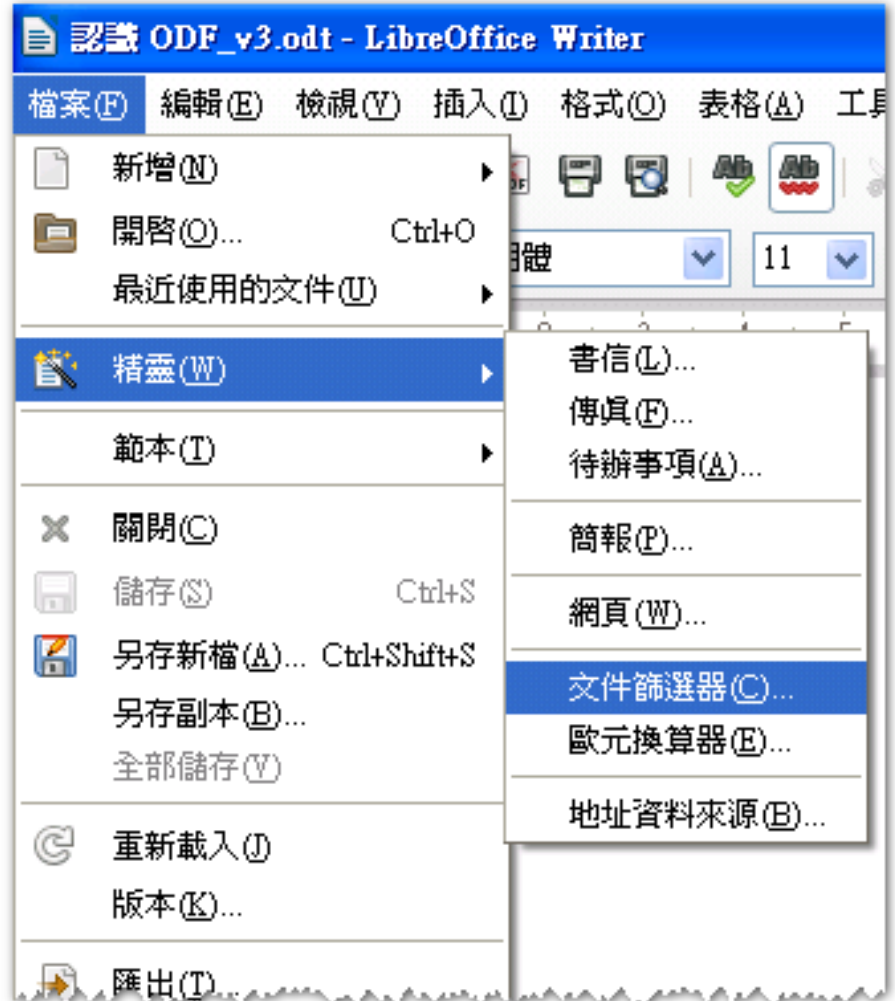 認識 ODF_v3.odt - LibreOffice Writer
檔案(F) 編輯(E) 檢視(V) 插入(I) 格式(O) 表格(A) 工具
新增(N)
開啓(O)... Ctrl+O
最近使用的文件(U)
體 11
精靈(W)
範本(T)
關閉(C)
儲存(S) Ctrl+S
另存新檔(A)... Ctrl+Shift+S
另存副本(B)...
全部儲存(V)
重新載入(J)
版本(K)...
匯出(T)...
書信(L)...
傳眞(F)...
待辦事項(A)...
簡報(P)...
網頁(W)...
文件篩選器(C)...
歐元換算器(E)...
地址資料來源(B)...